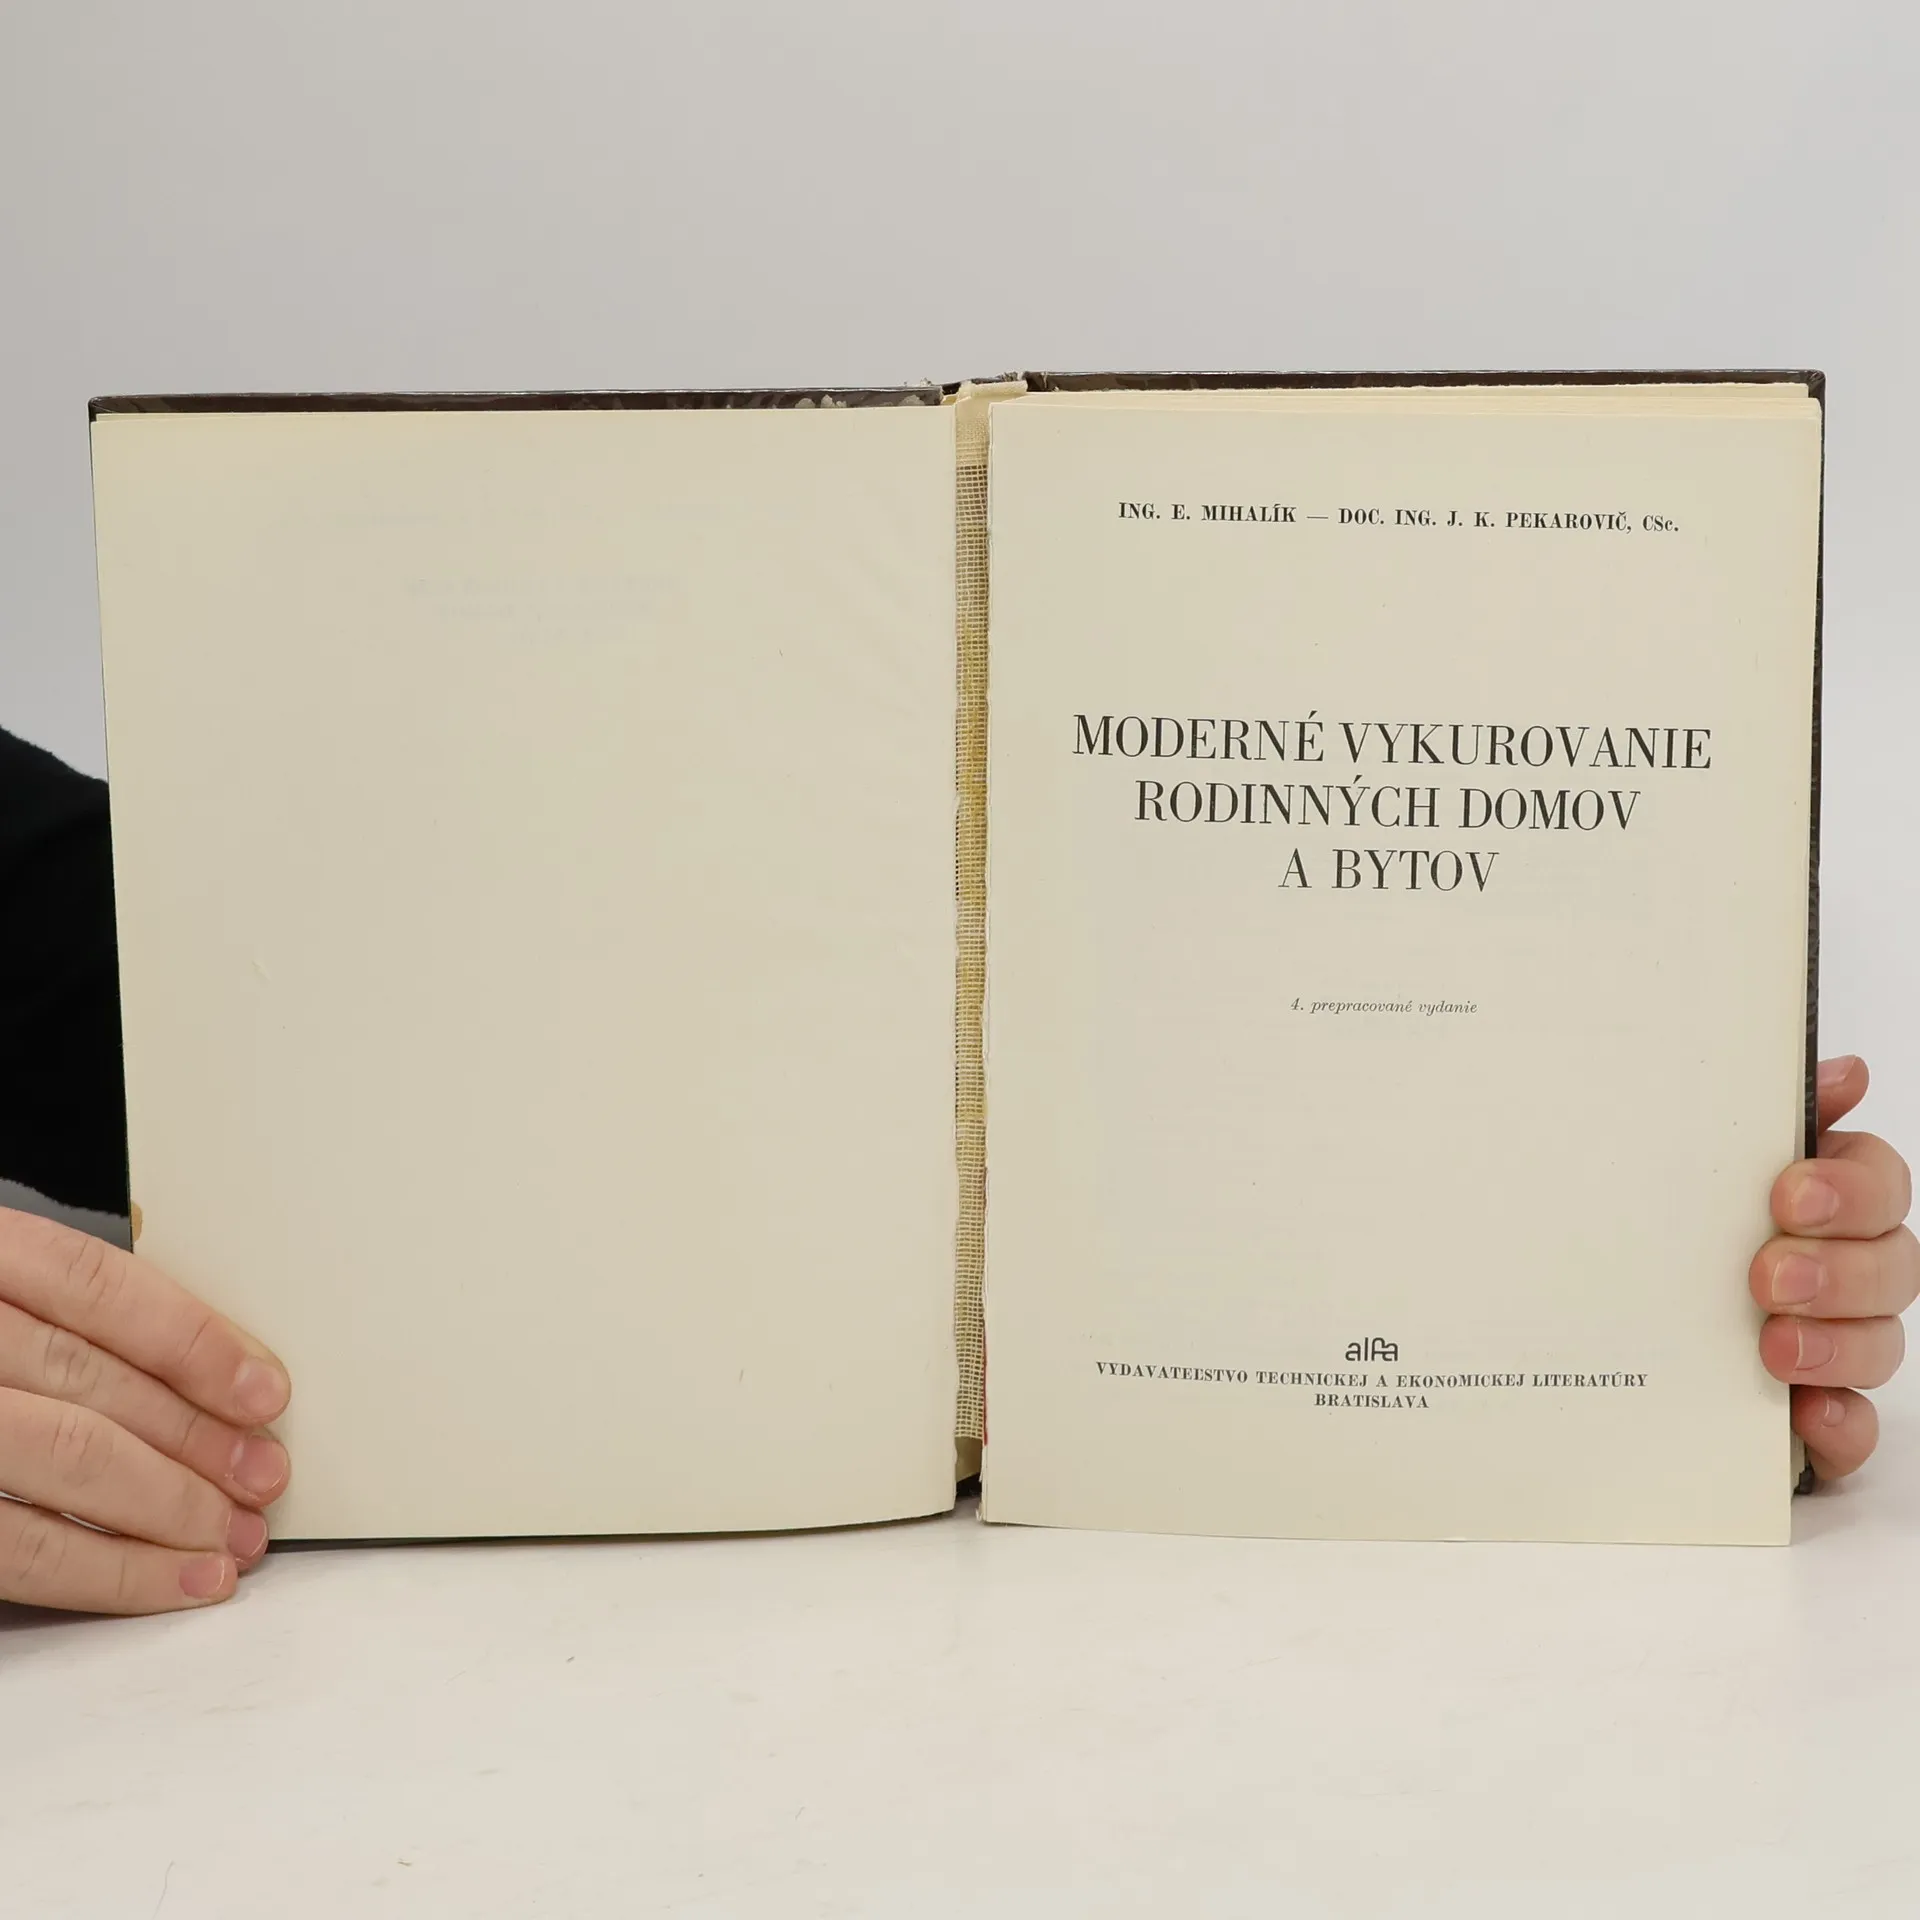 ING. E. MIHALÍK — DOC. ING. J. K. PEKAROVIČ, CSc.
MODERNÉ VYKUROVANIE
RODINNÝCH DOMOV
A BYTOV
4. prepracované vydanie
alfa
VYDAVATEĽSTVO TECHNICKEJ A EKONOMICKEJ LITERATÚRY
BRATISLAVA